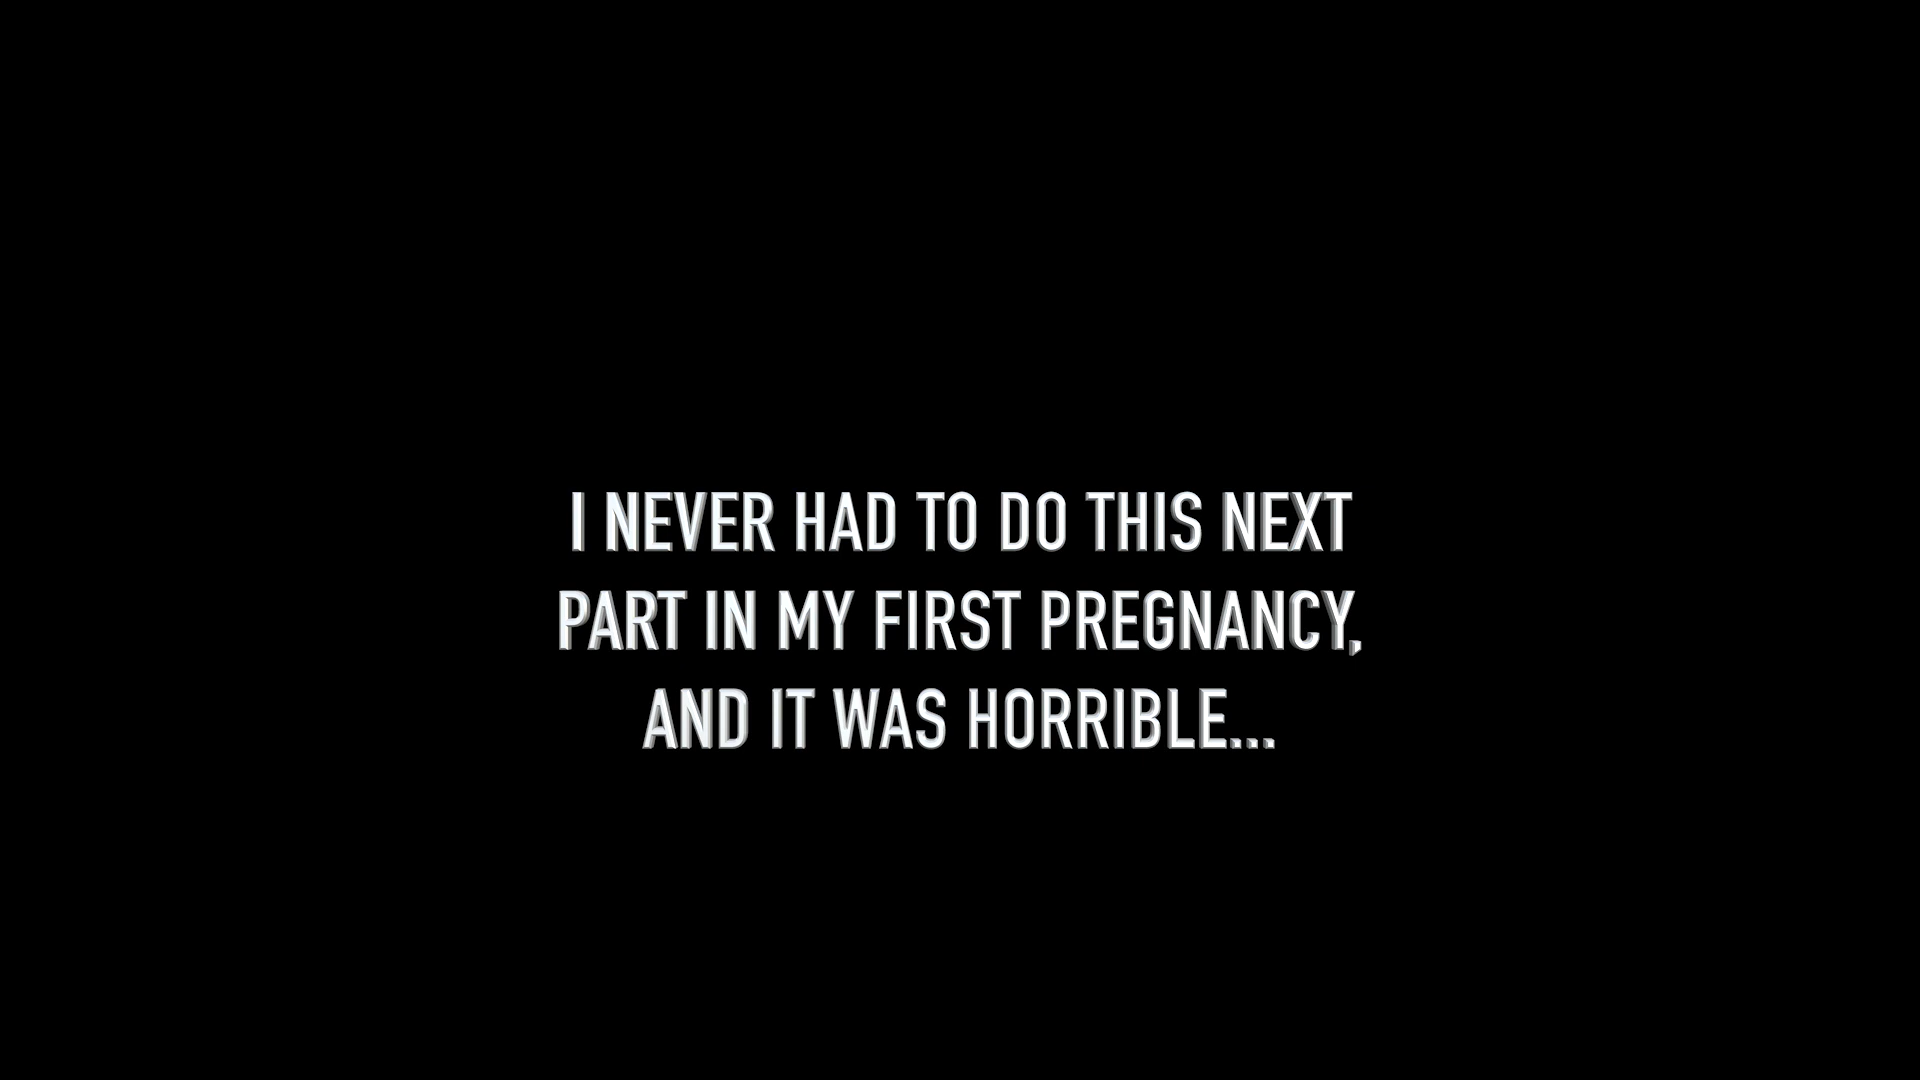 I NEVER HAD TO DO THIS NEXT
PART IN MY FIRST PREGNANCY,
AND IT WAS HORRIBLE...